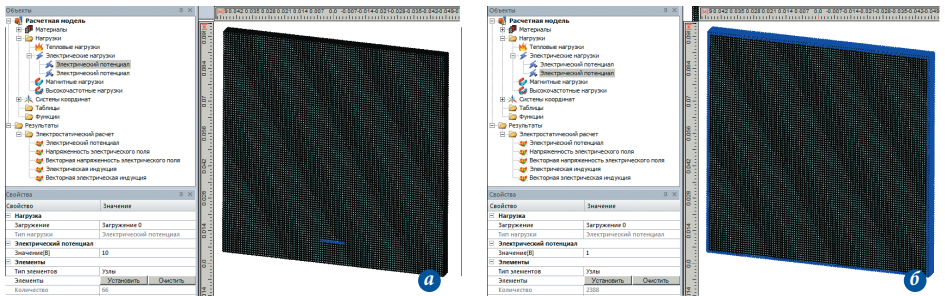 Объекты
Расчетная модель
Материалы
Нагрузки
Тепловые нагрузки
Электрические нагрузки
Электрический потенциал
Электрический потенциал
Магнитные нагрузки
Высокочастотные нагрузки
Системы координат
Таблицы
Функции
Результаты
Электростатический расчет
Электрический потенциал
Напряженность электрического поля
Векторная напряженность электрического поля
Электрическая индукция
Векторная электрическая индукция
Свойства
Свойство Значение
Нагрузка
Загружение Загружение 0
Тип нагрузки Электрический потенциал
Электрический потенциал
Значение[В] 10
Элементы
Тип элементов Узлы
Элементы Установить Очистить
Количество 66
а
Объекты
Расчетная модель
Материалы
Нагрузки
Тепловые нагрузки
Электрические нагрузки
Электрический потенциал
Электрический потенциал
Магнитные нагрузки
Высокочастотные нагрузки
Системы координат
Таблицы
Функции
Результаты
Электростатический расчет
Электрический потенциал
Напряженность электрического поля
Векторная напряженность электрического поля
Электрическая индукция
Векторная электрическая индукция
Свойства
Свойство Значение
Нагрузка
Загружение Загружение 0
Тип нагрузки Электрический потенциал
Электрический потенциал
Значение[В] 1
Элементы
Тип элементов Узлы
Элементы Установить Очистить
Количество 2388
б